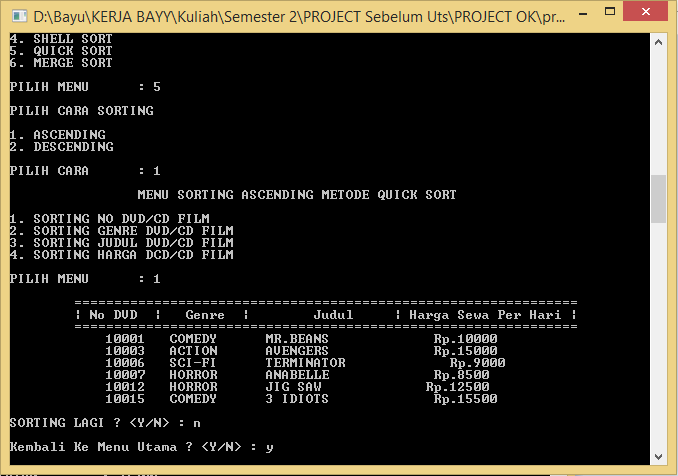 D:\Bayu\KERJA BAYY\Kuliah\Semester 2\PROJECT Sebelum Uts\PROJECT OK\pr...
4. SHELL SORT
5. QUICK SORT
6. MERGE SORT
PILIH MENU : 5
PILIH CARA SORTING
1. ASCENDING
2. DESCENDING
PILIH CARA : 1
MENU SORTING ASCENDING METODE QUICK SORT
1. SORTING NO DVD/CD FILM
2. SORTING GENRE DVD/CD FILM
3. SORTING JUDUL DVD/CD FILM
4. SORTING HARGA DCD/CD FILM
PILIH MENU : 1
===============================================================
| No DVD | Genre | Judul | Harga Sewa Per Hari |
===============================================================
10001 COMEDY MR.BEANS Rp.10000
10003 ACTION AVENGERS Rp.15000
10006 SCI-FI TERMINATOR Rp.9000
10007 HORROR ANABELLE Rp.8500
10012 HORROR JIG SAW Rp.12500
10015 COMEDY 3 IDIOTS Rp.15500
SORTING LAGI ? <Y/N> : n
Kembali Ke Menu Utama ? <Y/N> : y